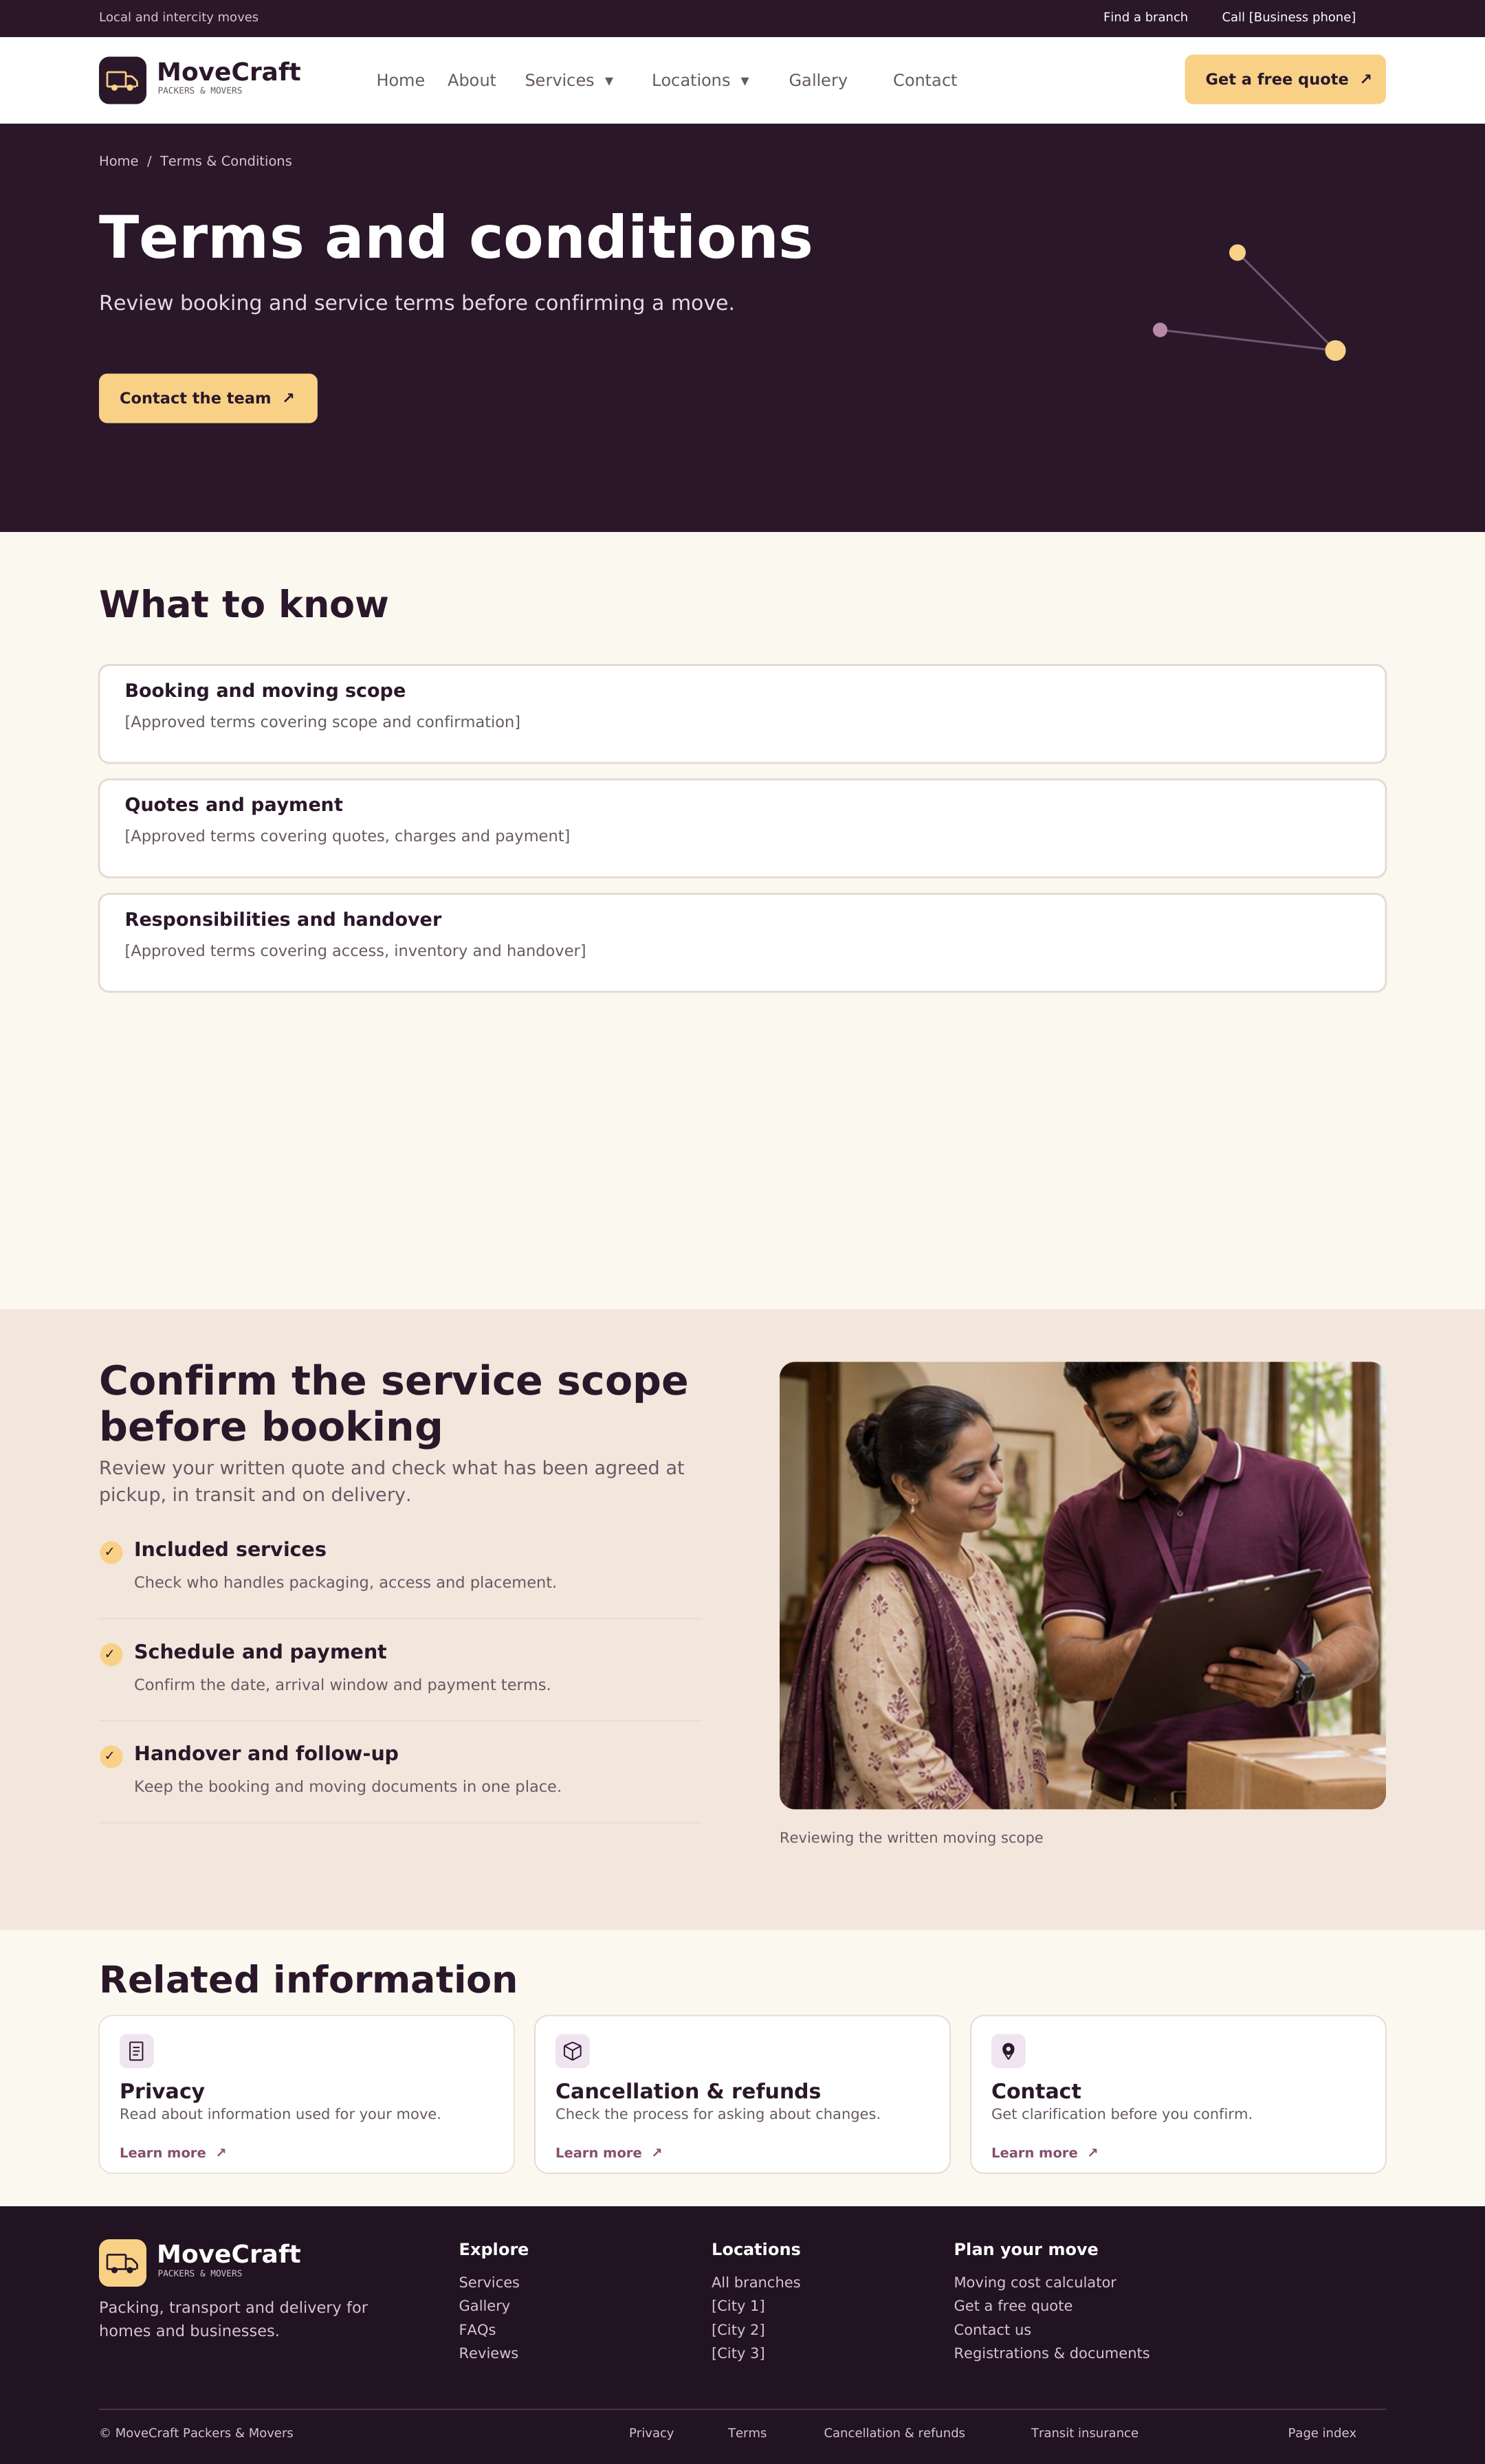 Local and intercity moves
Find a branch
Call [Business phone]
MoveCraft
PACKERS & MOVERS
Home
About
Services ▾
Locations ▾
Gallery
Contact
Get a free quote ↗
Home / Terms & Conditions
Terms and conditions
Review booking and service terms before confirming a move.
Contact the team ↗
What to know
Booking and moving scope
[Approved terms covering scope and confirmation]
Quotes and payment
[Approved terms covering quotes, charges and payment]
Responsibilities and handover
[Approved terms covering access, inventory and handover]
Confirm the service scope
before booking
Review your written quote and check what has been agreed at
pickup, in transit and on delivery.
✓ Included services
Check who handles packaging, access and placement.
✓ Schedule and payment
Confirm the date, arrival window and payment terms.
✓ Handover and follow-up
Keep the booking and moving documents in one place.
Reviewing the written moving scope
Related information
Privacy
Read about information used for your move.
Learn more ↗
Cancellation & refunds
Check the process for asking about changes.
Learn more ↗
Contact
Get clarification before you confirm.
Learn more ↗
MoveCraft
PACKERS & MOVERS
Packing, transport and delivery for
homes and businesses.
Explore
Services
Gallery
FAQs
Reviews
Locations
All branches
[City 1]
[City 2]
[City 3]
Plan your move
Moving cost calculator
Get a free quote
Contact us
Registrations & documents
© MoveCraft Packers & Movers
Privacy
Terms
Cancellation & refunds
Transit insurance
Page index